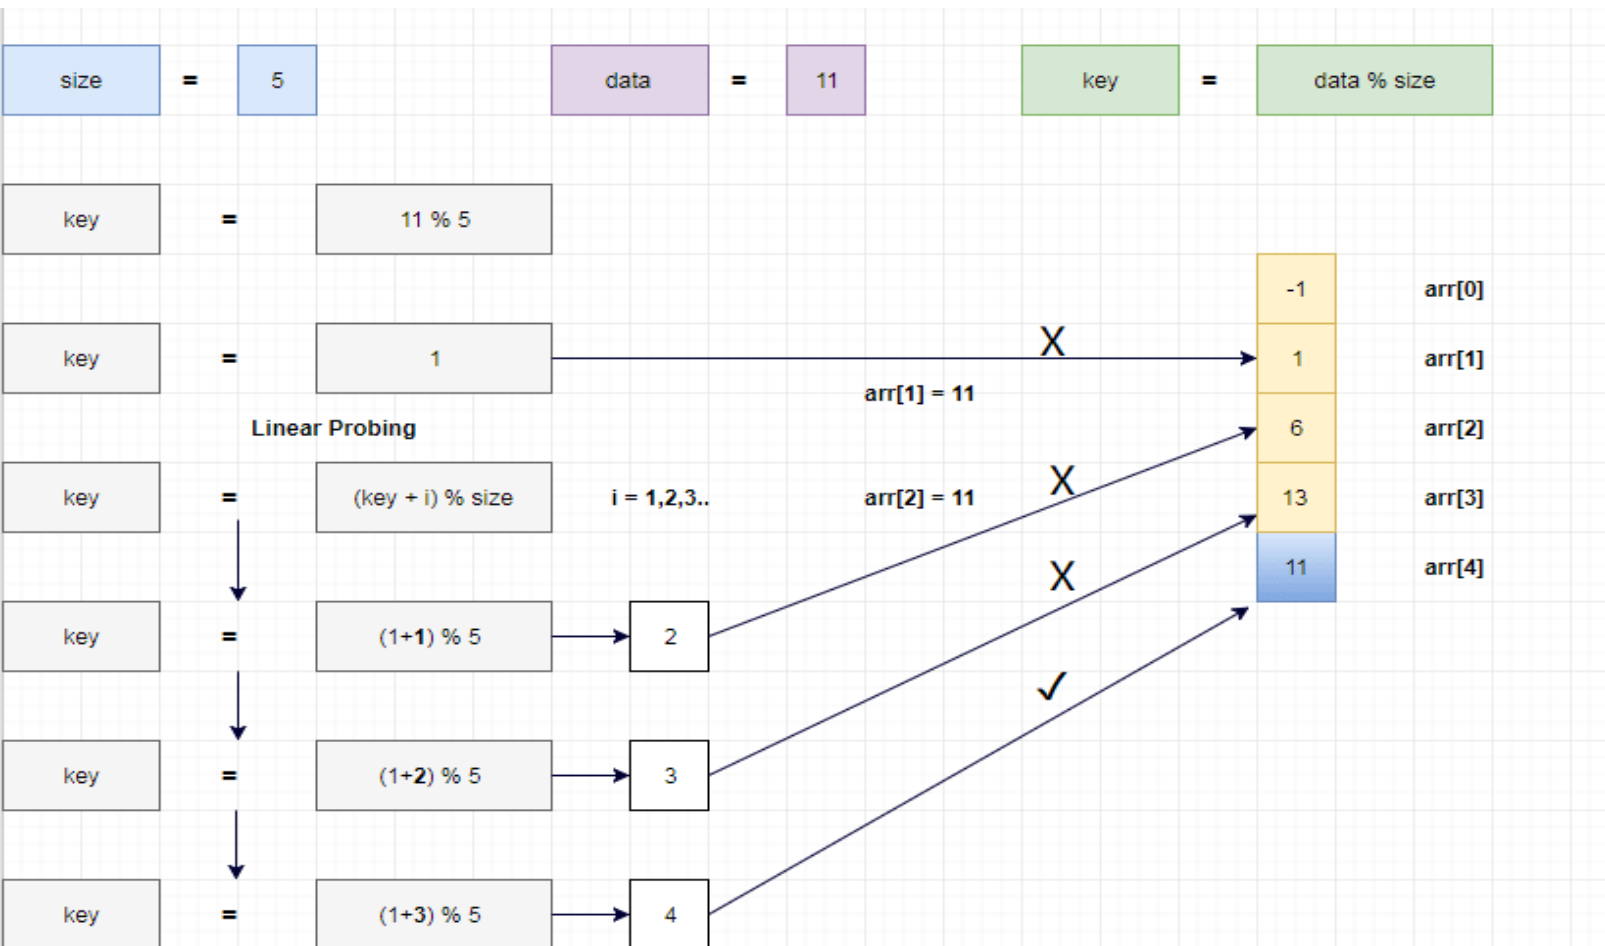 size = 5 data = 11 key = data % size
key = 11 % 5
-1 arr[0]
key = 1 X 1 arr[1]
arr[1] = 11
Linear Probing 6 arr[2]
key = (key + i) % size i = 1,2,3.. arr[2] = 11 X 13 arr[3]
X 11 arr[4]
key = (1+1) % 5 2
✓
key = (1+2) % 5 3
key = (1+3) % 5 4